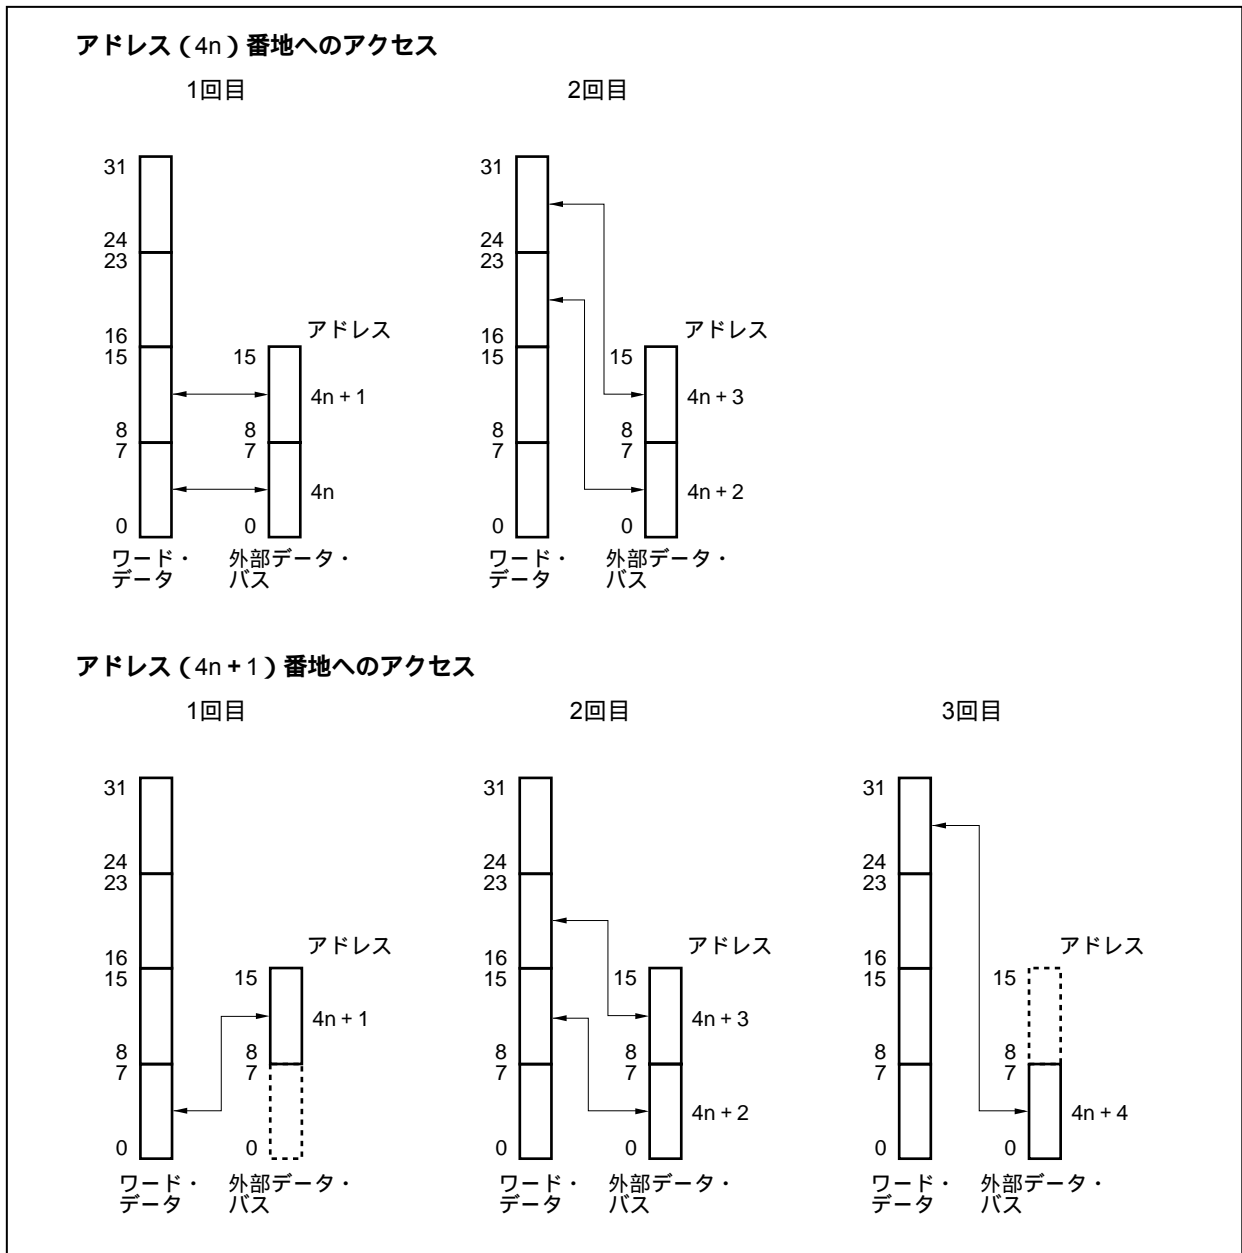 アドレス（4n）番地へのアクセス
1回目
2回目
31
24
23
16
15
8
7
0
アドレス
15
4n + 1
8
7
4n
0
ワード・
データ
外部データ・
バス
31
24
23
16
15
8
7
0
アドレス
15
4n + 3
8
7
4n + 2
0
ワード・
データ
外部データ・
バス
アドレス（4n + 1）番地へのアクセス
1回目
2回目
3回目
31
24
23
16
15
8
7
0
アドレス
15
4n + 1
8
7
0
ワード・
データ
外部データ・
バス
31
24
23
16
15
8
7
0
アドレス
15
4n + 3
8
7
4n + 2
0
ワード・
データ
外部データ・
バス
31
24
23
16
15
8
7
0
アドレス
15
8
7
4n + 4
0
ワード・
データ
外部データ・
バス